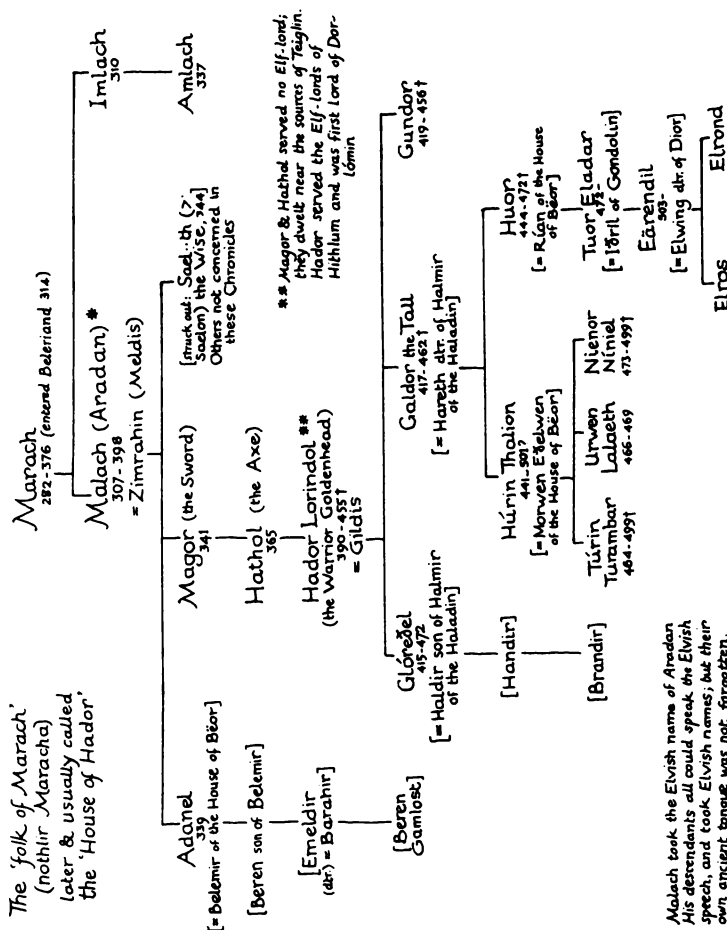 The 'folk of Marach'
(nothlir Maracha)
later & usually called
the 'House of Hador'
Marach
282-376 (entered Beleriand 314)
Malach (Aradan) *
307-398
= Zimrahin (Meldis)
Imlach
310
Amlach
337
Adanel
339
[= Belemir of the House of Bëor]
[Beren son of Belemir]
[Emeldir
(dtr.) = Barahir]
[Beren
Gamlost]
Magor (the Sword)
341
Hathol (the Axe)
365
Hador Lorindol **
(the Warrior Goldenhead)
390-455†
= Gildis
[struck out: Sael··th (>
Saelon) the Wise, 344]
Others not concerned in
these Chronicles
** Magor & Hathol served no Elf-lord;
they dwelt near the sources of Teiglin.
Hador served the Elf-lords of
Hithlum and was first lord of Dor-
lómin
Glóreðel
415-472
[= Haldir son of Halmir
of the Haladin]
[Handir]
[Brandir]
Galdor the Tall
417-462†
[= Hareth dtr. of Halmir
of the Haladin]
Gundor
419-456†
Húrin Thalion
441-501?
[= Morwen Eðelwen
of the House of Bëor]
Huor
444-472†
[= Rían of the House
of Bëor]
Túrin
Turambar
464-499†
Urwen
Lalaeth
466-469
Nienor
Níniel
473-499†
Tuor Eladar
472-
[= Iðril of Gondolin]
Eärendil
503-
[= Elwing dtr. of Dior]
Elros
Elrond
Malach took the Elvish name of Aradan
His descendants all could speak the Elvish
speech, and took Elvish names; but their
own ancient tongue was not forgotten.